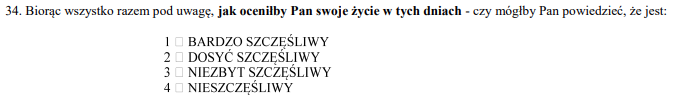 34. Biorąc wszystko razem pod uwagę, jak oceniłby Pan swoje życie w tych dniach - czy mógłby Pan powiedzieć, że jest:
1 □ BARDZO SZCZĘŚLIWY
2 □ DOSYĆ SZCZĘŚLIWY
3 □ NIEZBYT SZCZĘŚLIWY
4 □ NIESZCZĘŚLIWY